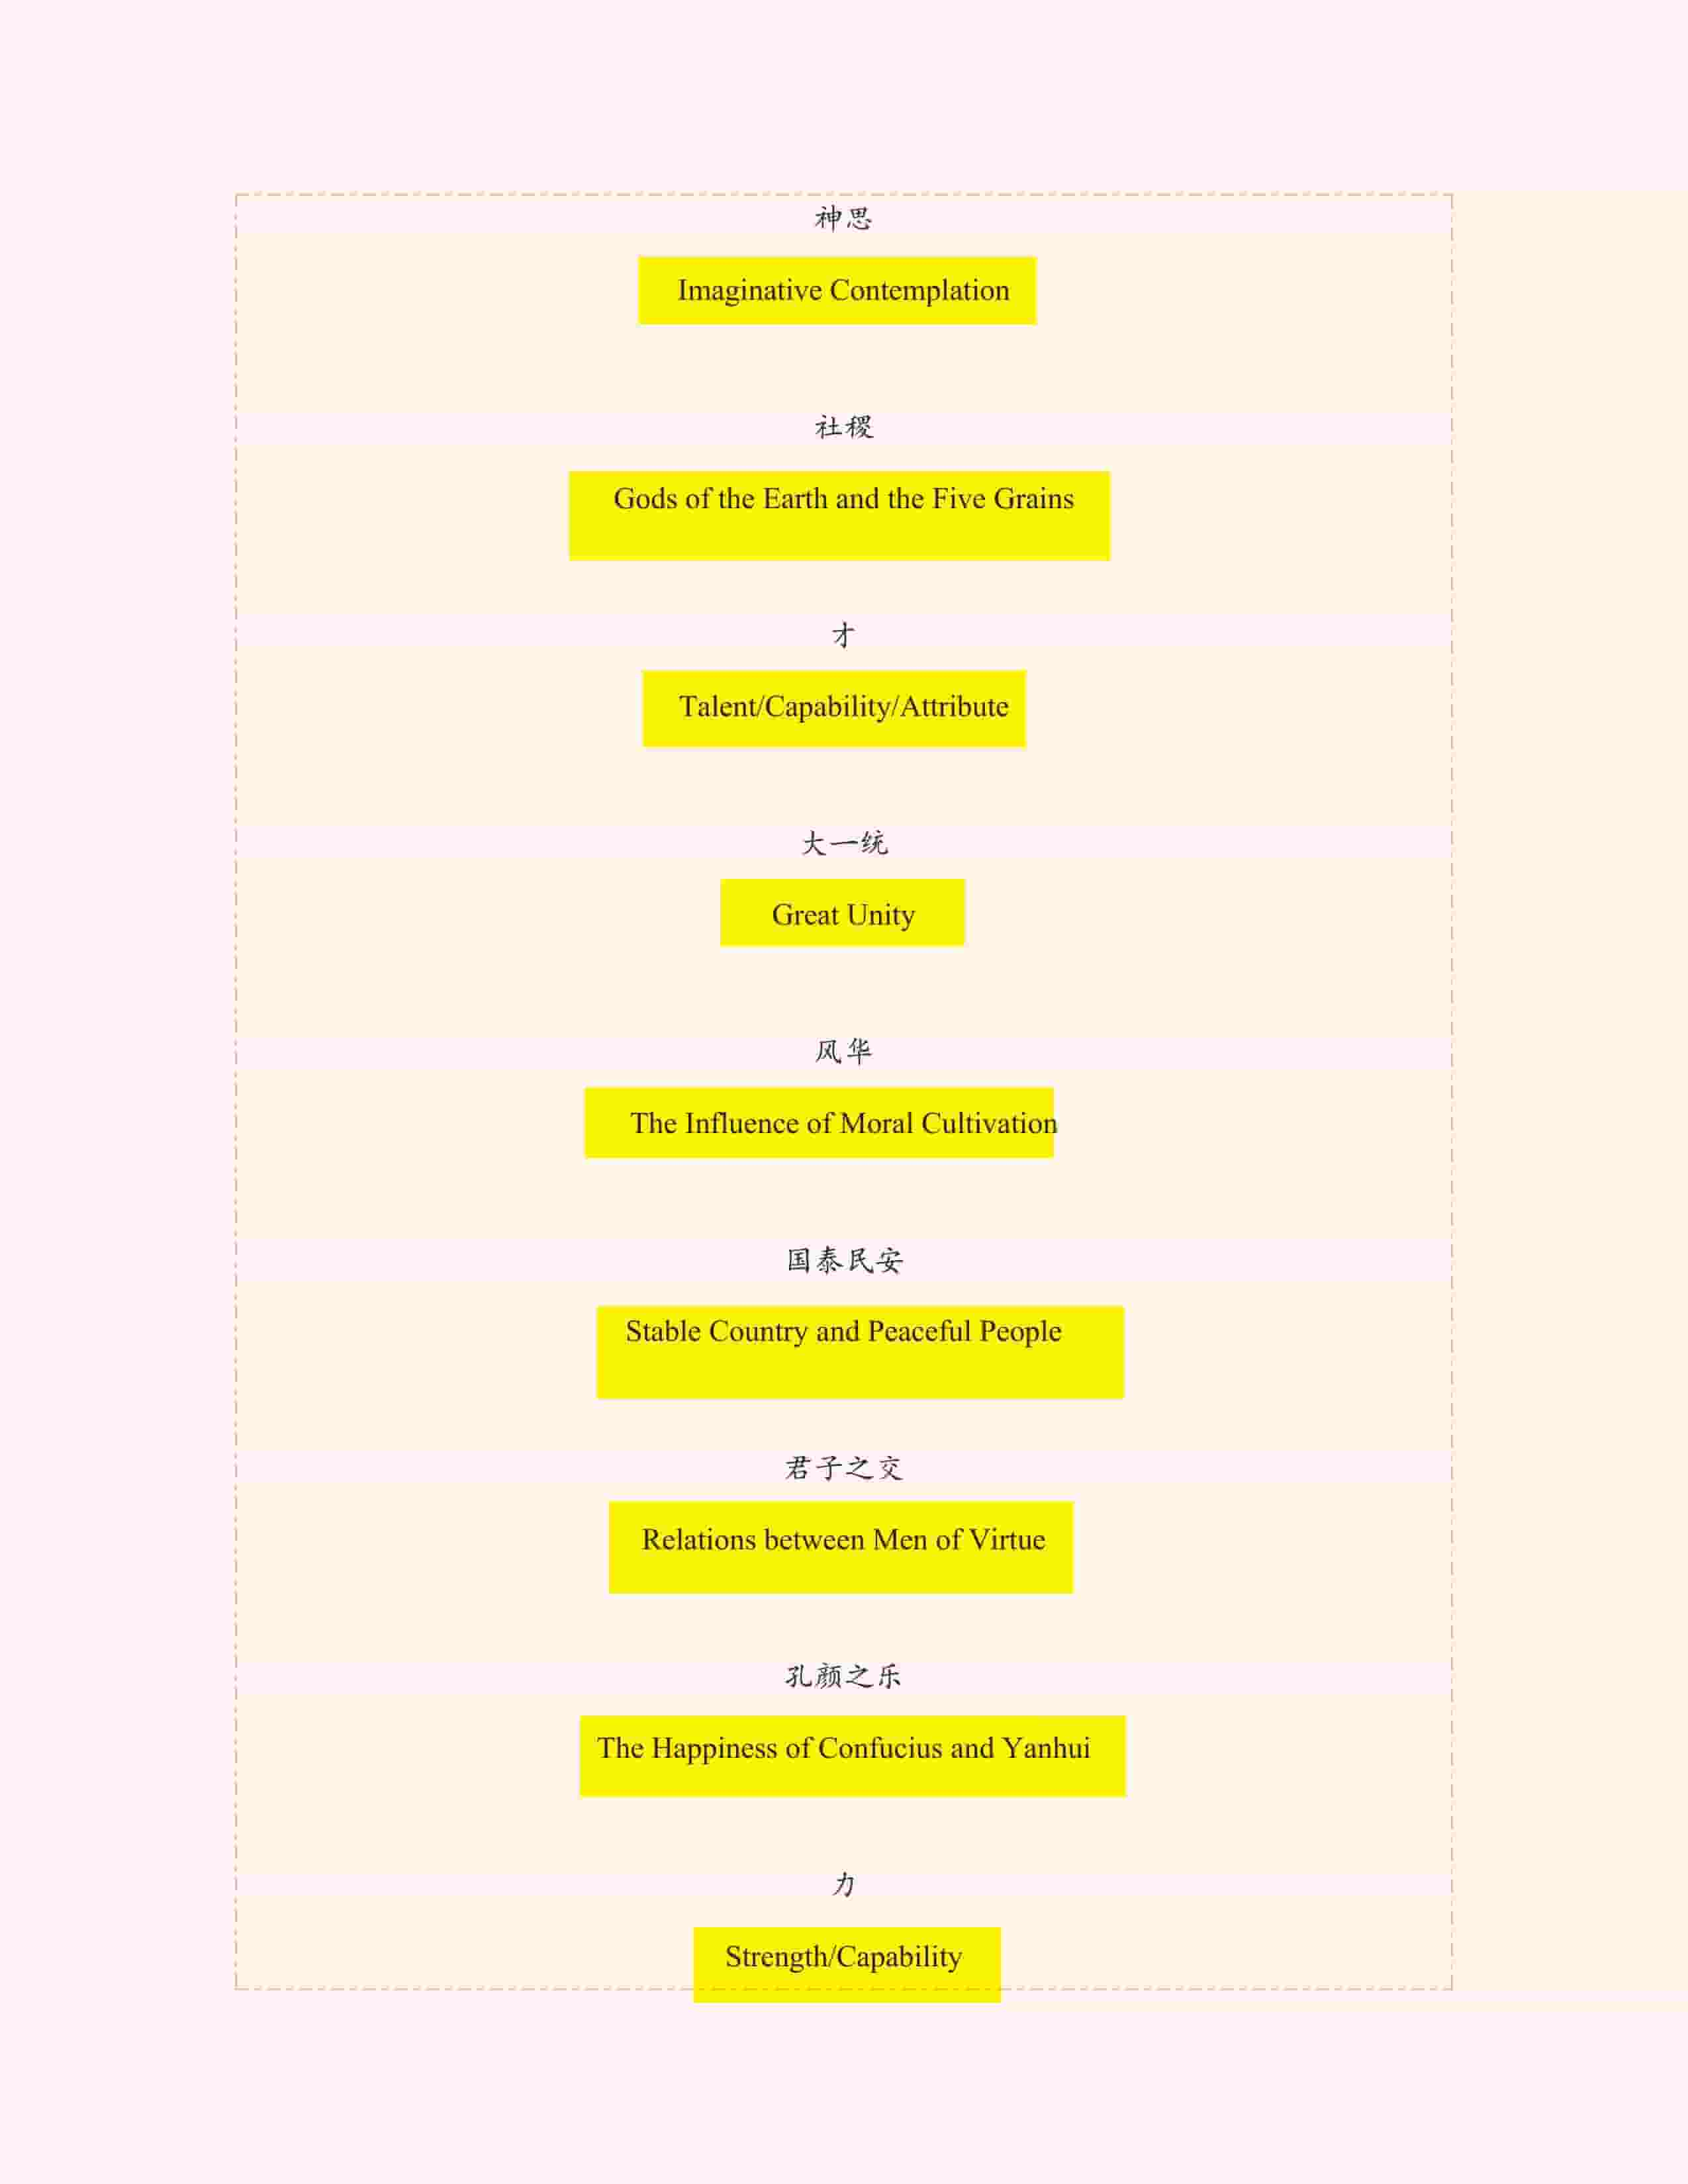 神思
Imaginative Contemplation
社稷
Gods of the Earth and the Five Grains
才
Talent/Capability/Attribute
大一统
Great Unity
风华
The Influence of Moral Cultivation
国泰民安
Stable Country and Peaceful People
君子之交
Relations between Men of Virtue
孔颜之乐
The Happiness of Confucius and Yanhui
力
Strength/Capability